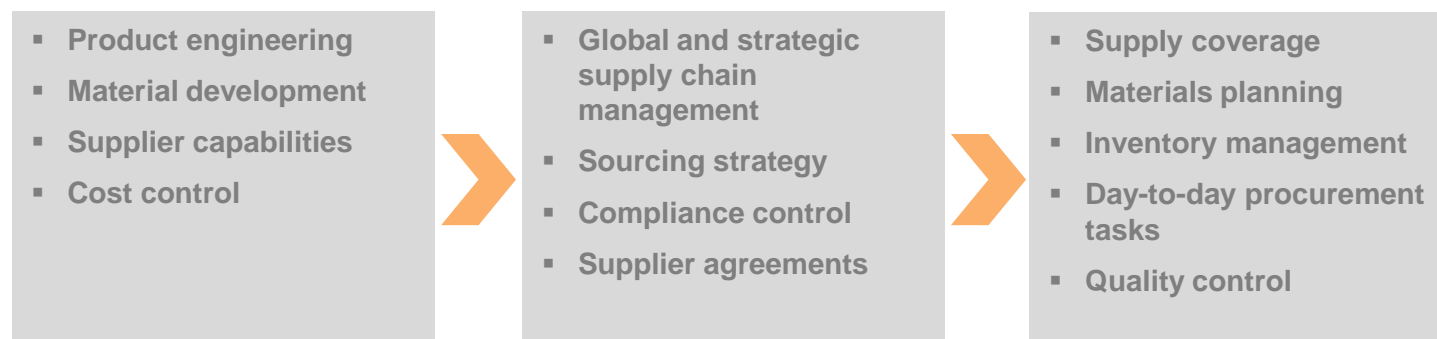 ▪ Product engineering
▪ Material development
▪ Supplier capabilities
▪ Cost control
▪ Global and strategic
supply chain
management
▪ Sourcing strategy
▪ Compliance control
▪ Supplier agreements
▪ Supply coverage
▪ Materials planning
▪ Inventory management
▪ Day-to-day procurement
tasks
▪ Quality control